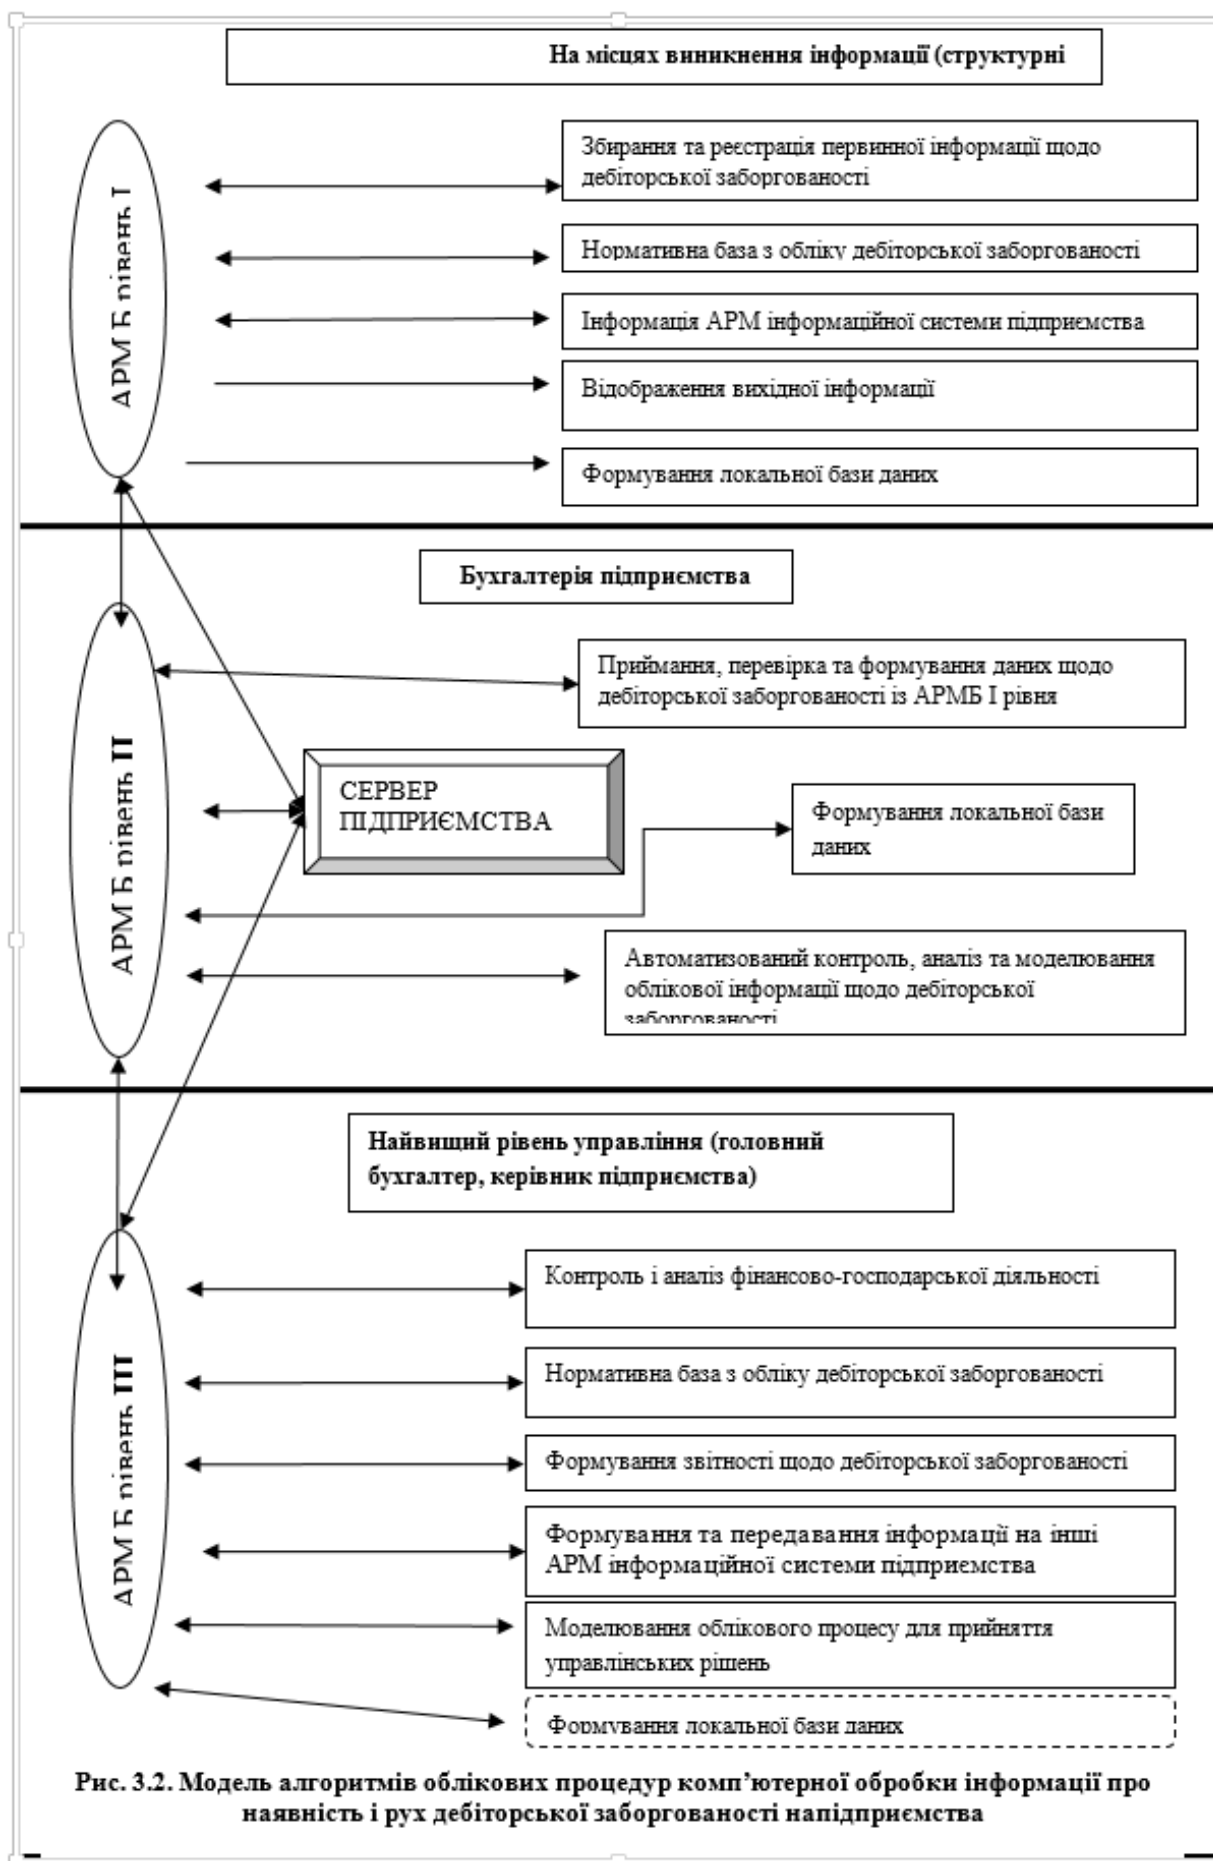 На місцях виникнення інформації (структурні
АРМ Б рівень I
Збирання та реєстрація первинної інформації щодо
дебіторської заборгованості
Нормативна база з обліку дебіторської заборгованості
Інформація АРМ інформаційної системи підприємства
Відображення вихідної інформації
Формування локальної бази даних
Бухгалтерія підприємства
АРМ Б рівень II
Приймання, перевірка та формування даних щодо
дебіторської заборгованості із АРМБ I рівня
СЕРВЕР
ПІДПРИЄМСТВА
Формування локальної бази
даних
Автоматизований контроль, аналіз та моделювання
облікової інформації щодо дебіторської
заборгованості
Найвищий рівень управління (головний
бухгалтер, керівник підприємства)
АРМ Б рівень III
Контроль і аналіз фінансово-господарської діяльності
Нормативна база з обліку дебіторської заборгованості
Формування звітності щодо дебіторської заборгованості
Формування та передавання інформації на інші
АРМ інформаційної системи підприємства
Моделювання облікового процесу для прийняття
управлінських рішень
Формування локальної бази даних
Рис. 3.2. Модель алгоритмів облікових процедур комп’ютерної обробки інформації про
наявність і рух дебіторської заборгованості напідприємства